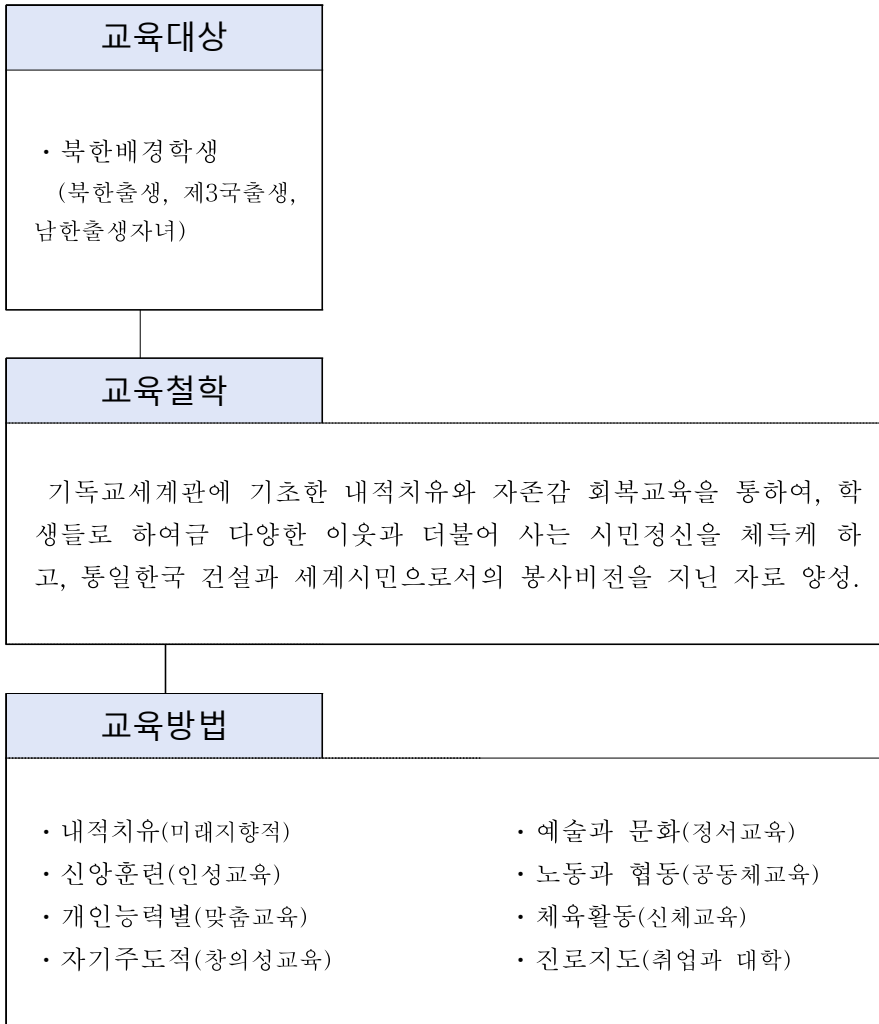 교육대상
· 북한배경학생
(북한출생, 제3국출생,
남한출생자녀)
교육철학
기독교세계관에 기초한 내적치유와 자존감 회복교육을 통하여, 학
생들로 하여금 다양한 이웃과 더불어 사는 시민정신을 체득케 하
고, 통일한국 건설과 세계시민으로서의 봉사비전을 지닌 자로 양성.
교육방법
· 내적치유(미래지향적)
· 신앙훈련(인성교육)
· 개인능력별(맞춤교육)
· 자기주도적(창의성교육)
· 예술과 문화(정서교육)
· 노동과 협동(공동체교육)
· 체육활동(신체교육)
· 진로지도(취업과 대학)